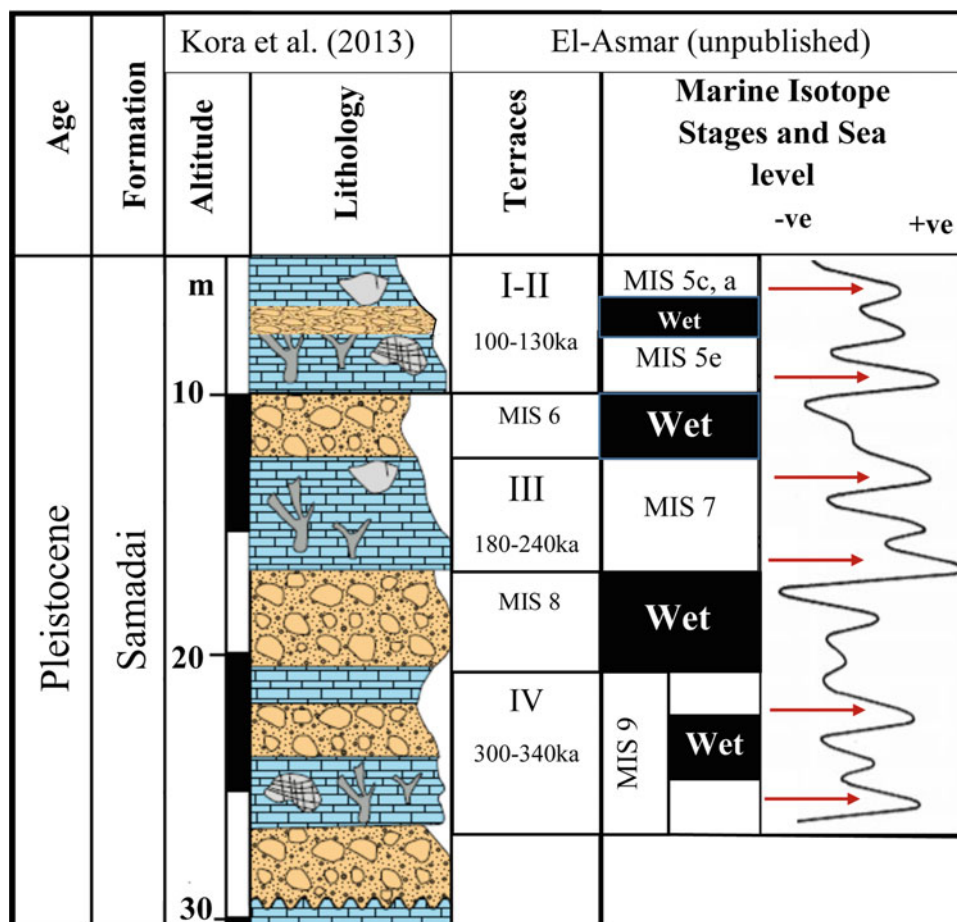 Kora et al. (2013)
El-Asmar (unpublished)
Age
Formation
Altitude
Lithology
Terraces
Marine Isotope
Stages and Sea
level
-ve
+ve
Pleistocene
Samadai
m
10
20
30
I-II
100-130ka
MIS 6
III
180-240ka
MIS 8
IV
300-340ka
MIS 5c, a
Wet
MIS 5e
Wet
MIS 7
Wet
MIS 9
Wet